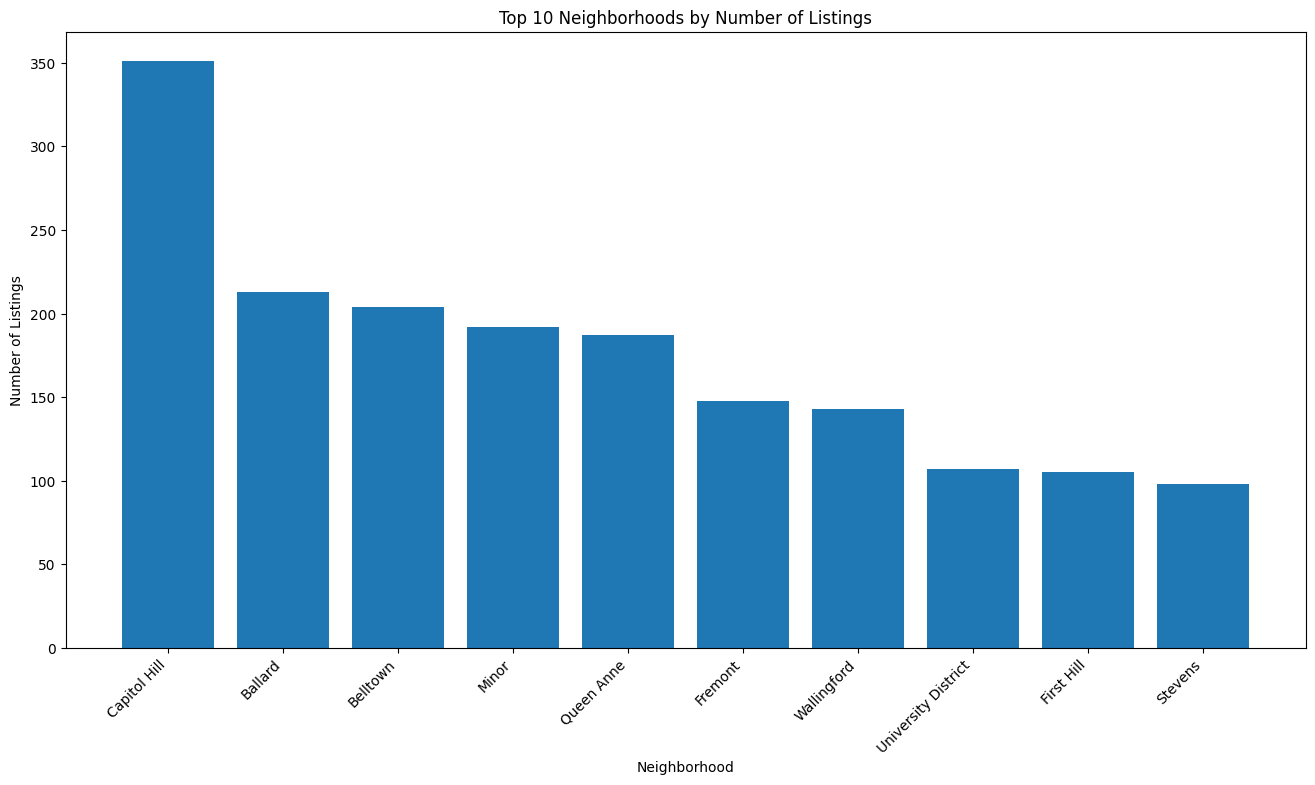 Top 10 Neighborhoods by Number of Listings
Number of Listings
350
300
250
200
150
100
50
0
Capitol Hill
Ballard
Belltown
Minor
Queen Anne
Fremont
Wallingford
University District
First Hill
Stevens
Neighborhood